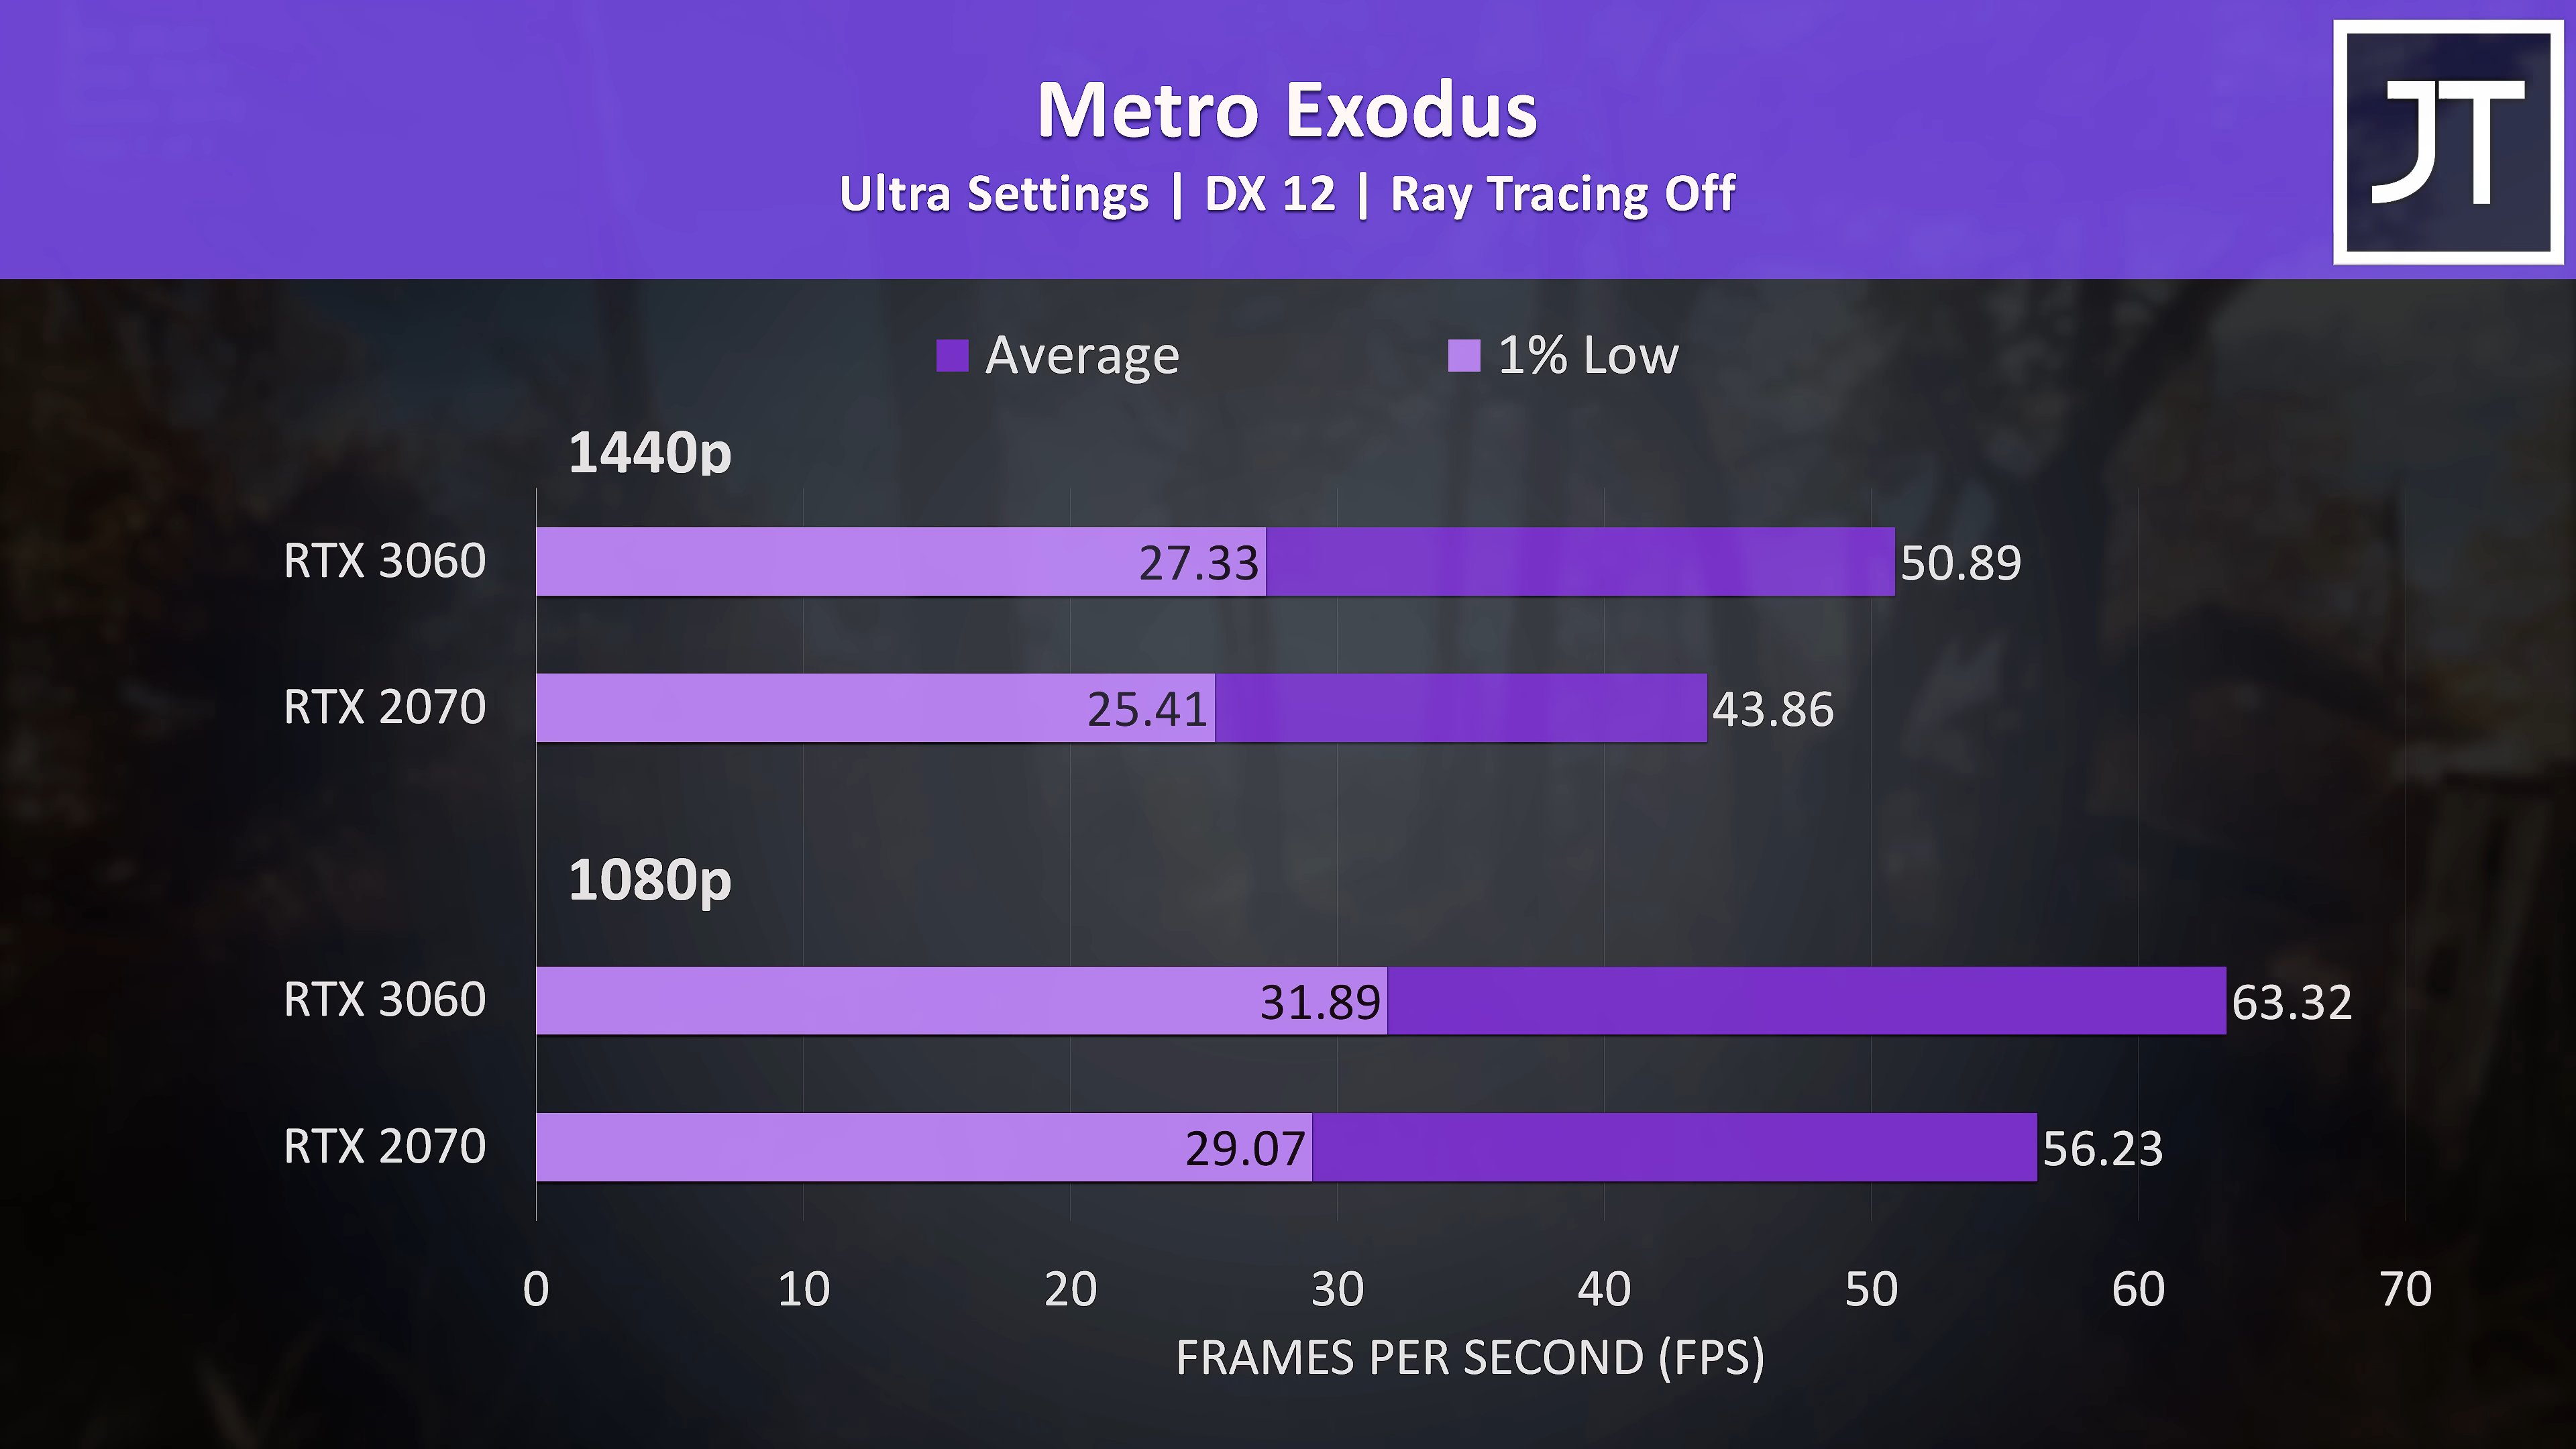 Metro Exodus
Ultra Settings | DX 12 | Ray Tracing Off
JT
Average
1% Low
1440p
RTX 3060
27.33
50.89
RTX 2070
25.41
43.86
1080p
RTX 3060
31.89
63.32
RTX 2070
29.07
56.23
0 10 20 30 40 50 60 70
FRAMES PER SECOND (FPS)